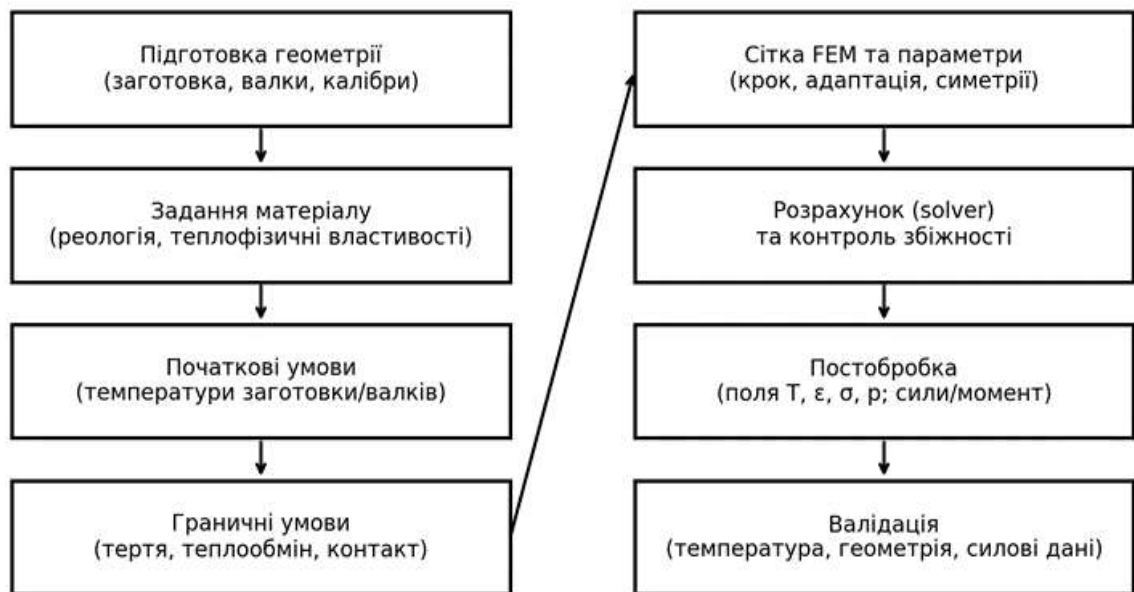 Підготовка геометрії
(заготовка, валки, калібри)
Задання матеріалу
(реологія, теплофізичні властивості)
Початкові умови
(температури заготовки/валків)
Граничні умови
(тертя, теплообмін, контакт)
Сітка FEM та параметри
(крок, адаптація, симетрії)
Розрахунок (solver)
та контроль збіжності
Постобробка
(поля T, ε, σ, p; сили/момент)
Валідація
(температура, геометрія, силові дані)